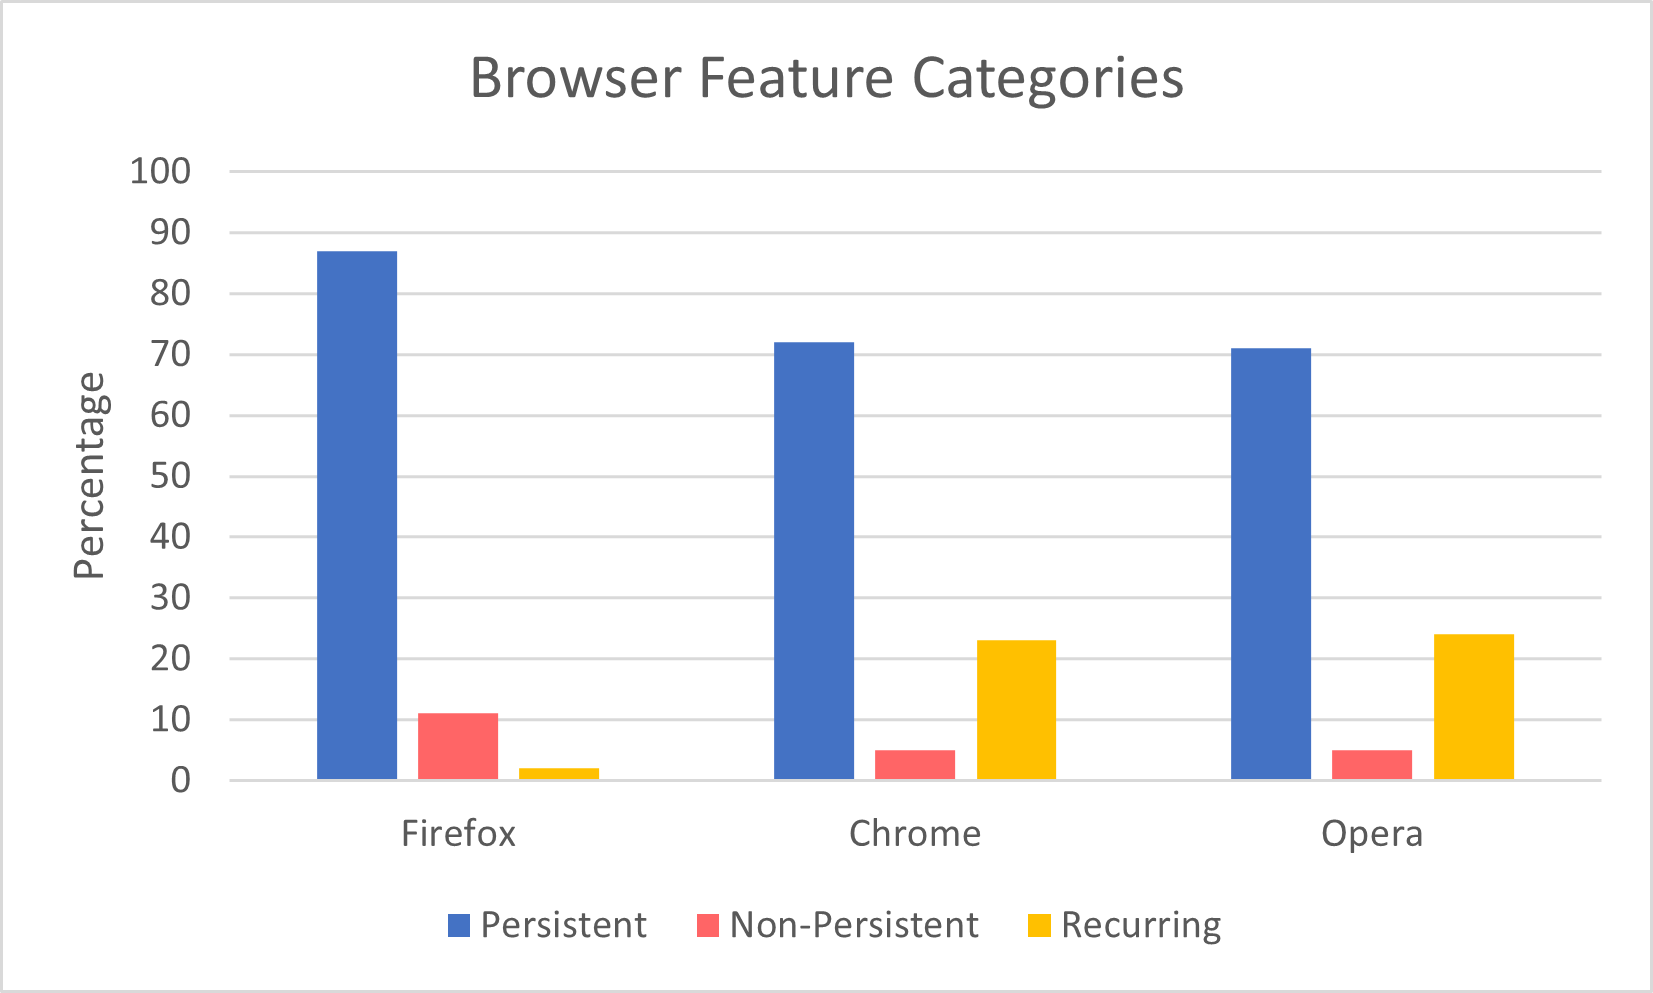 Browser Feature Categories
100
90
80
70
60
50
40
30
20
10
0
Percentage
Firefox Chrome Opera
Persistent Non-Persistent Recurring